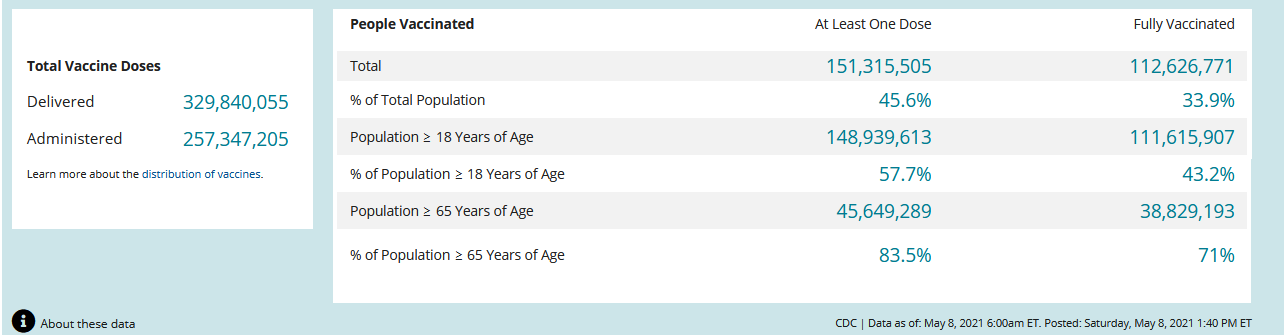 Total Vaccine Doses
Delivered 329,840,055
Administered 257,347,205
Learn more about the distribution of vaccines.
People Vaccinated At Least One Dose Fully Vaccinated
Total 151,315,505 112,626,771
% of Total Population 45.6% 33.9%
Population ≥ 18 Years of Age 148,939,613 111,615,907
% of Population ≥ 18 Years of Age 57.7% 43.2%
Population ≥ 65 Years of Age 45,649,289 38,829,193
% of Population ≥ 65 Years of Age 83.5% 71%
i About these data
CDC | Data as of: May 8, 2021 6:00am ET. Posted: Saturday, May 8, 2021 1:40 PM ET